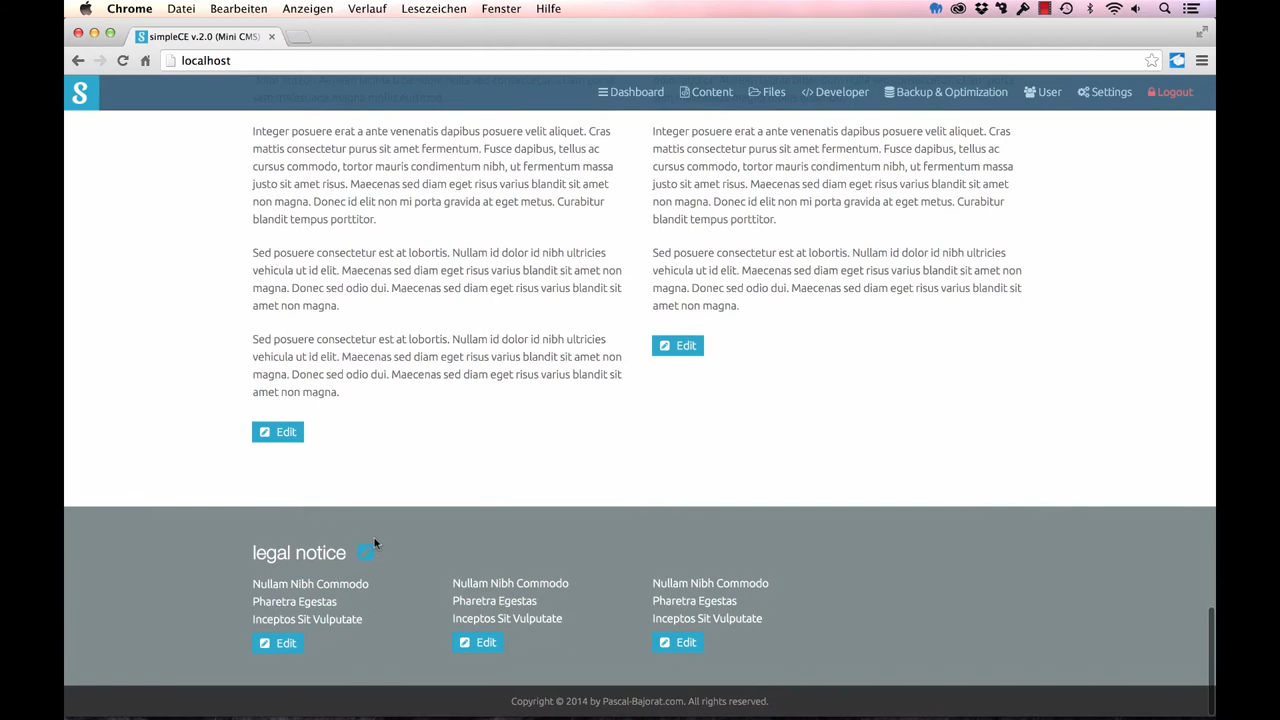 Chrome Datei Bearbeiten Anzeigen Verlauf Lesezeichen Fenster Hilfe
simpleCE v.2.0 (Mini CMS)
localhost
S Dashboard Content Files Developer Backup & Optimization User Settings Logout
Integer posuere erat a ante venenatis dapibus posuere velit aliquet. Cras
mattis consectetur purus sit amet fermentum. Fusce dapibus, tellus ac
cursus commodo, tortor mauris condimentum nibh, ut fermentum massa
justo sit amet risus. Maecenas sed diam eget risus varius blandit sit amet
non magna. Donec id elit non mi porta gravida at eget metus. Curabitur
blandit tempus porttitor.
Sed posuere consectetur est at lobortis. Nullam id dolor id nibh ultricies
vehicula ut id elit. Maecenas sed diam eget risus varius blandit sit amet non
magna. Donec sed odio dui. Maecenas sed diam eget risus varius blandit sit
amet non magna.
Sed posuere consectetur est at lobortis. Nullam id dolor id nibh ultricies
vehicula ut id elit. Maecenas sed diam eget risus varius blandit sit amet non
magna. Donec sed odio dui. Maecenas sed diam eget risus varius blandit sit
amet non magna.
Edit
Integer posuere erat a ante venenatis dapibus posuere velit aliquet. Cras
mattis consectetur purus sit amet fermentum. Fusce dapibus, tellus ac
cursus commodo, tortor mauris condimentum nibh, ut fermentum massa
justo sit amet risus. Maecenas sed diam eget risus varius blandit sit amet
non magna. Donec id elit non mi porta gravida at eget metus. Curabitur
blandit tempus porttitor.
Sed posuere consectetur est at lobortis. Nullam id dolor id nibh ultricies
vehicula ut id elit. Maecenas sed diam eget risus varius blandit sit amet non
magna. Donec sed odio dui. Maecenas sed diam eget risus varius blandit sit
amet non magna.
Edit
legal notice
Nullam Nibh Commodo
Pharetra Egestas
Inceptos Sit Vulputate
Edit
Nullam Nibh Commodo
Pharetra Egestas
Inceptos Sit Vulputate
Edit
Nullam Nibh Commodo
Pharetra Egestas
Inceptos Sit Vulputate
Edit
Copyright © 2014 by Pascal-Bajorat.com. All rights reserved.